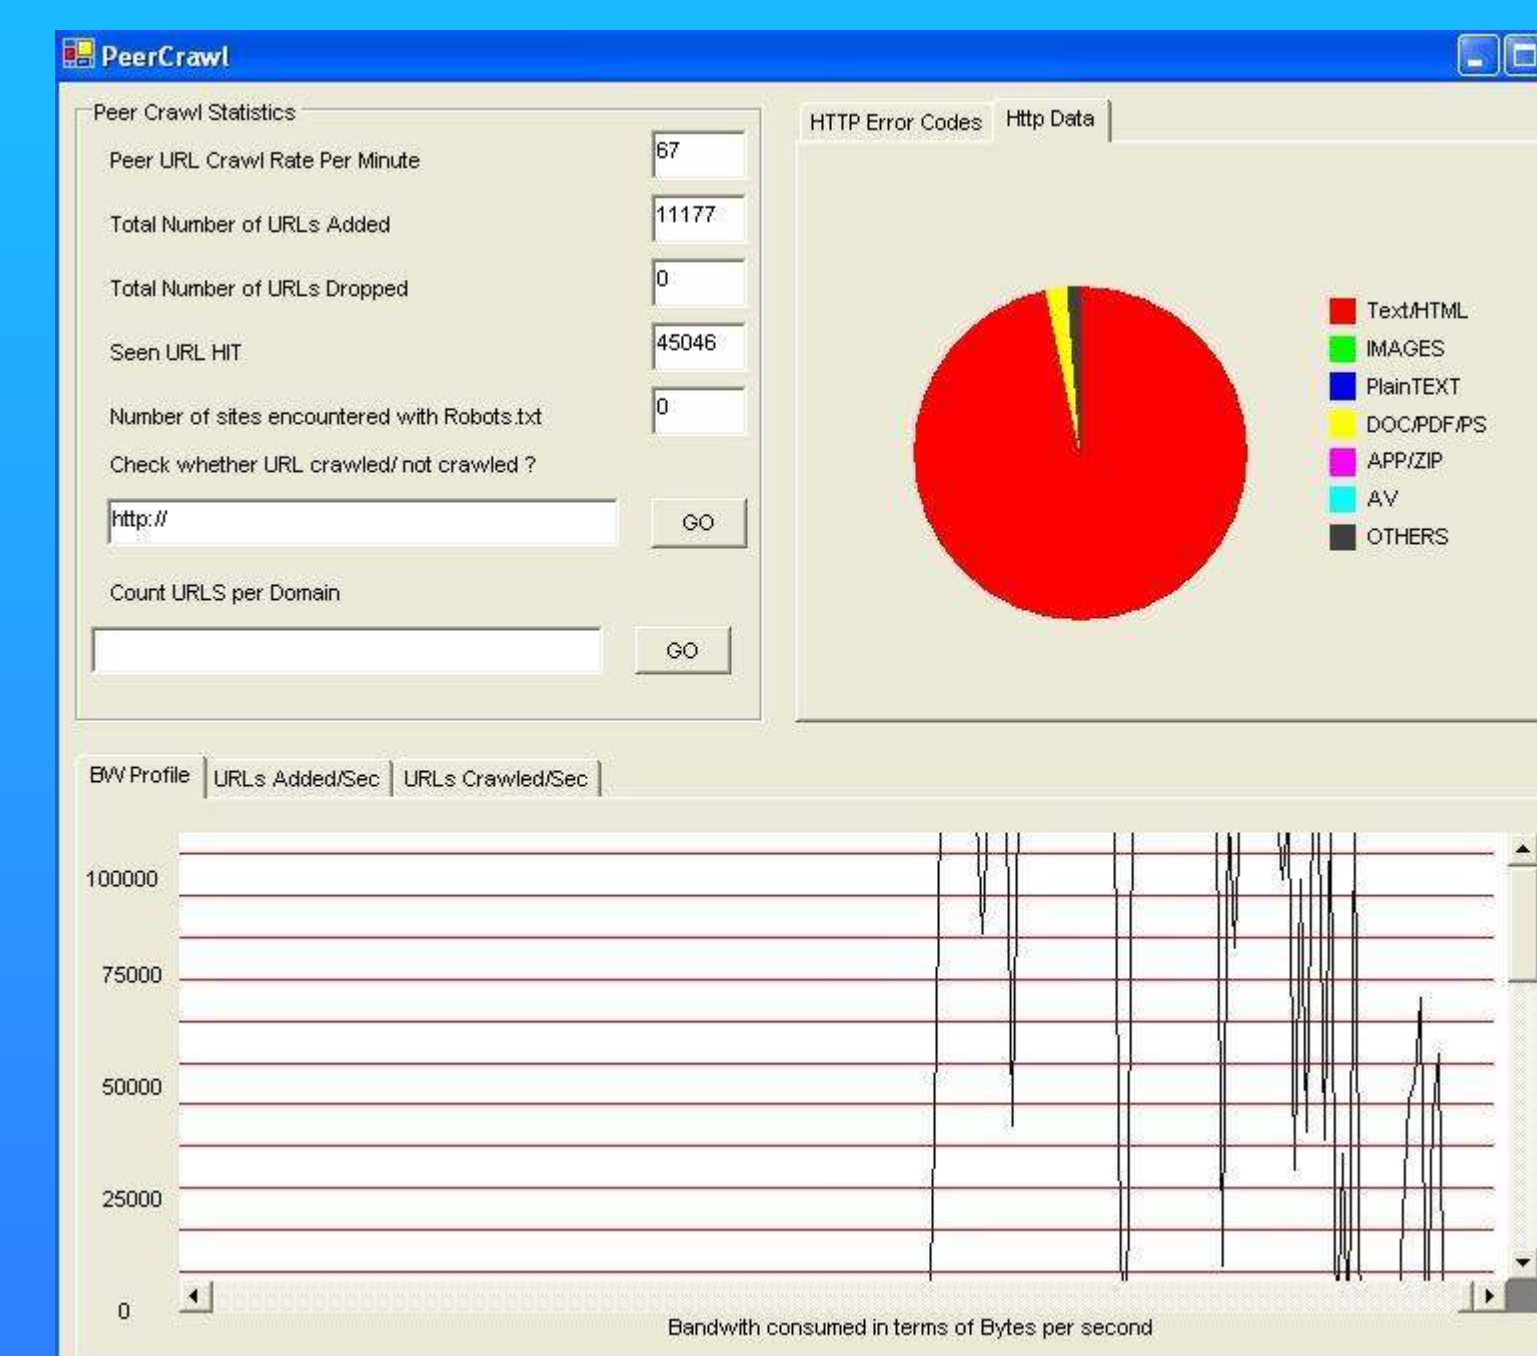 PeerCrawl
Peer Crawl Statistics
Peer URL Crawl Rate Per Minute
67
Total Number of URLs Added
11177
Total Number of URLs Dropped
0
Seen URL HIT
45046
Number of sites encountered with Robots.txt
0
Check whether URL crawled/ not crawled ?
http://
GO
Count URLS per Domain
GO
HTTP Error Codes
Http Data
Text/HTML
IMAGES
PlainTEXT
DOC/PDF/PS
APP/ZIP
AV
OTHERS
BW Profile
URLs Added/Sec
URLs Crawled/Sec
100000
75000
50000
25000
0
Bandwith consumed in terms of Bytes per second